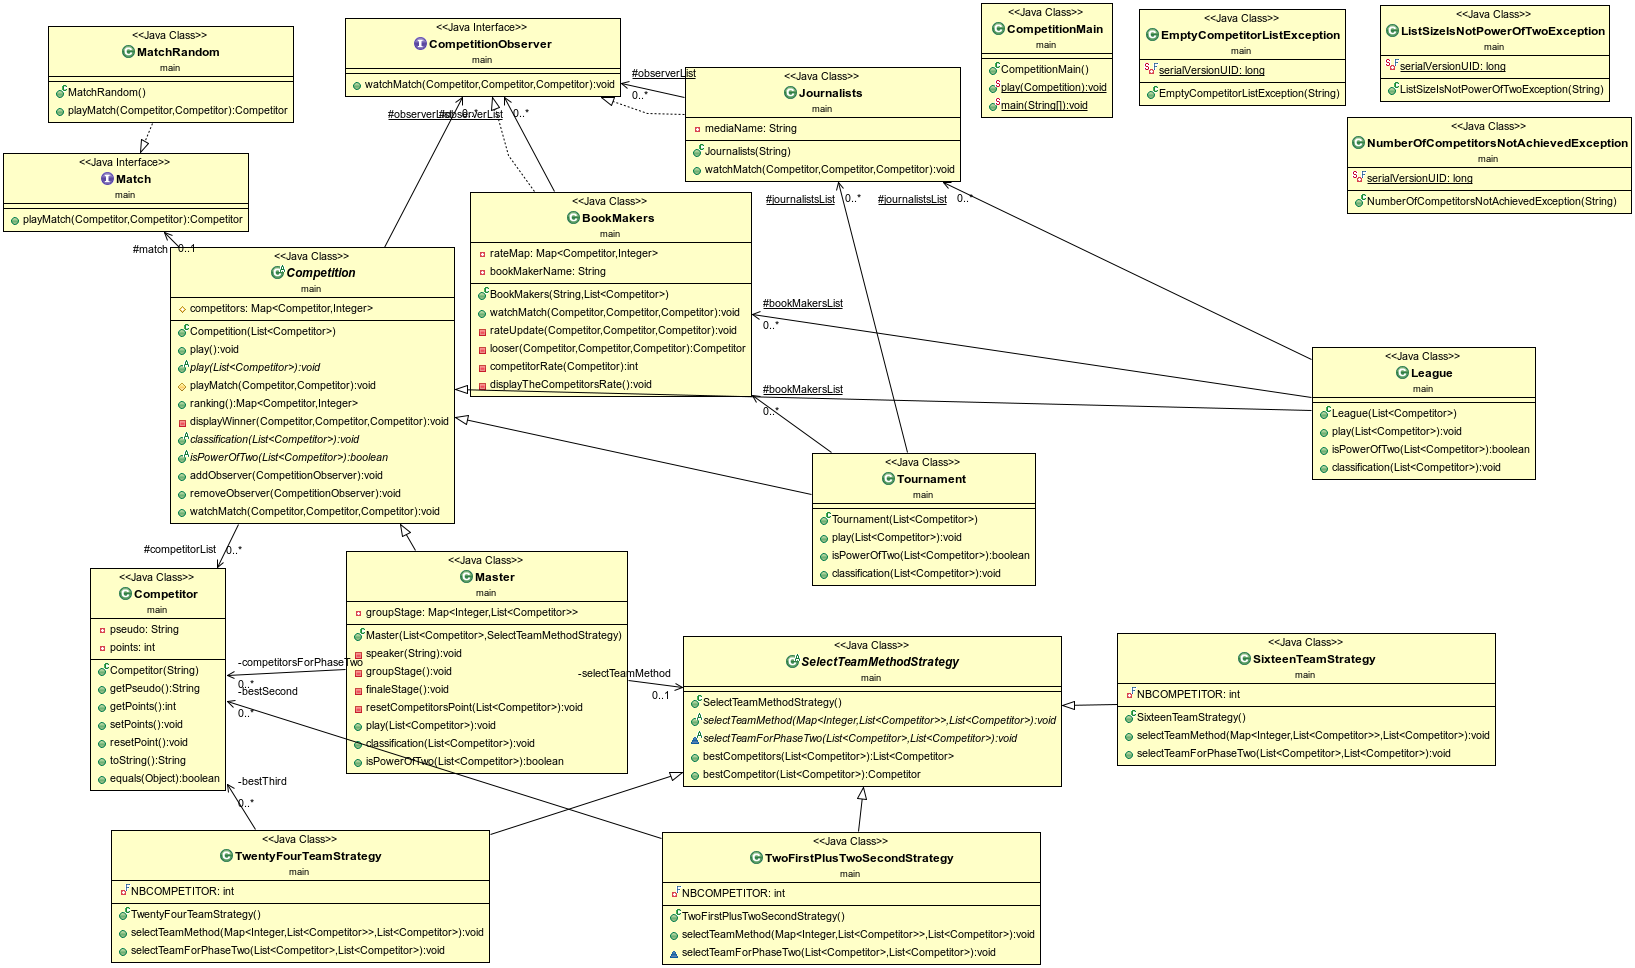 <<Java Class>>
MatchRandom
main
MatchRandom()
playMatch(Competitor,Competitor):Competitor
<<Java Interface>>
Match
main
playMatch(Competitor,Competitor):Competitor
#match
0..1
<<Java Interface>>
CompetitionObserver
main
watchMatch(Competitor,Competitor,Competitor):void
#observerList
0..*
#observerList
0..*
#observerList
0..*
<<Java Class>>
Journalists
main
mediaName: String
Journalists(String)
watchMatch(Competitor,Competitor,Competitor):void
#journalistsList
0..*
#journalistsList
0..*
<<Java Class>>
CompetitionMain
main
CompetitionMain()
play(Competition):void
main(String[]):void
<<Java Class>>
EmptyCompetitorListException
main
serialVersionUID: long
EmptyCompetitorListException(String)
<<Java Class>>
ListSizeIsNotPowerOfTwoException
main
serialVersionUID: long
ListSizeIsNotPowerOfTwoException(String)
<<Java Class>>
NumberOfCompetitorsNotAchievedException
main
serialVersionUID: long
NumberOfCompetitorsNotAchievedException(String)
<<Java Class>>
Competition
main
competitors: Map<Competitor,Integer>
Competition(List<Competitor>)
play():void
play(List<Competitor>):void
playMatch(Competitor,Competitor):void
ranking():Map<Competitor,Integer>
displayWinner(Competitor,Competitor,Competitor):void
classification(List<Competitor>):void
isPowerOfTwo(List<Competitor>):boolean
addObserver(CompetitionObserver):void
removeObserver(CompetitionObserver):void
watchMatch(Competitor,Competitor,Competitor):void
<<Java Class>>
BookMakers
main
rateMap: Map<Competitor,Integer>
bookMakerName: String
BookMakers(String,List<Competitor>)
watchMatch(Competitor,Competitor,Competitor):void
rateUpdate(Competitor,Competitor,Competitor):void
looser(Competitor,Competitor,Competitor):Competitor
competitorRate(Competitor):int
displayTheCompetitorsRate():void
#bookMakersList
0..*
#bookMakersList
0..*
<<Java Class>>
League
main
League(List<Competitor>)
play(List<Competitor>):void
isPowerOfTwo(List<Competitor>):boolean
classification(List<Competitor>):void
<<Java Class>>
Tournament
main
Tournament(List<Competitor>)
play(List<Competitor>):void
isPowerOfTwo(List<Competitor>):boolean
classification(List<Competitor>):void
#competitorList
0..*
<<Java Class>>
Competitor
main
pseudo: String
points: int
Competitor(String)
getPseudo():String
getPoints():int
setPoints():void
resetPoint():void
toString():String
equals(Object):boolean
<<Java Class>>
Master
main
groupStage: Map<Integer,List<Competitor>>
Master(List<Competitor>,SelectTeamMethodStrategy)
speaker(String):void
groupStage():void
finaleStage():void
resetCompetitorsPoint(List<Competitor>):void
play(List<Competitor>):void
classification(List<Competitor>):void
isPowerOfTwo(List<Competitor>):boolean
-competitorsForPhaseTwo
0..*
-bestSecond
0..*
-bestThird
0..*
-selectTeamMethod
0..1
<<Java Class>>
SelectTeamMethodStrategy
main
SelectTeamMethodStrategy()
selectTeamMethod(Map<Integer,List<Competitor>>,List<Competitor>):void
selectTeamForPhaseTwo(List<Competitor>,List<Competitor>):void
bestCompetitors(List<Competitor>):List<Competitor>
bestCompetitor(List<Competitor>):Competitor
<<Java Class>>
SixteenTeamStrategy
main
NBCOMPETITOR: int
SixteenTeamStrategy()
selectTeamMethod(Map<Integer,List<Competitor>>,List<Competitor>):void
selectTeamForPhaseTwo(List<Competitor>,List<Competitor>):void
<<Java Class>>
TwentyFourTeamStrategy
main
NBCOMPETITOR: int
TwentyFourTeamStrategy()
selectTeamMethod(Map<Integer,List<Competitor>>,List<Competitor>):void
selectTeamForPhaseTwo(List<Competitor>,List<Competitor>):void
<<Java Class>>
TwoFirstPlusTwoSecondStrategy
main
NBCOMPETITOR: int
TwoFirstPlusTwoSecondStrategy()
selectTeamMethod(Map<Integer,List<Competitor>>,List<Competitor>):void
selectTeamForPhaseTwo(List<Competitor>,List<Competitor>):void